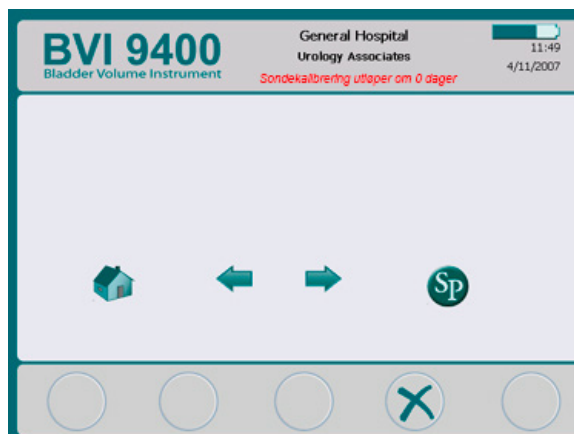 BVI 9400
Bladder Volume Instrument
General Hospital
Urology Associates
Sondekalibrering utløper om 0 dager
11:49
4/11/2007
SP